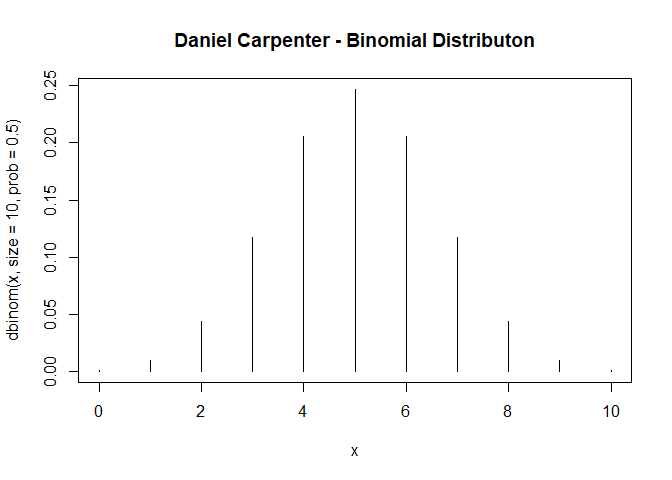 Daniel Carpenter - Binomial Distributon
dbinom(x, size = 10, prob = 0.5)
0.25
0.20
0.15
0.10
0.05
0.00
0 2 4 6 8 10
x